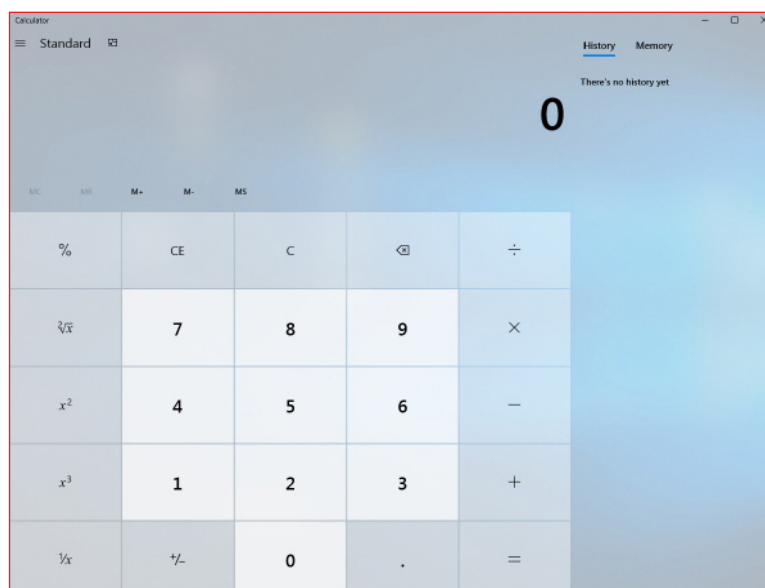 Calculator
Standard
History Memory
There's no history yet
0
MC MR M+ M- MS
% CE C ÷
²√x 7 8 9 ×
x² 4 5 6 −
x³ 1 2 3 +
¹/x +/− 0 . =